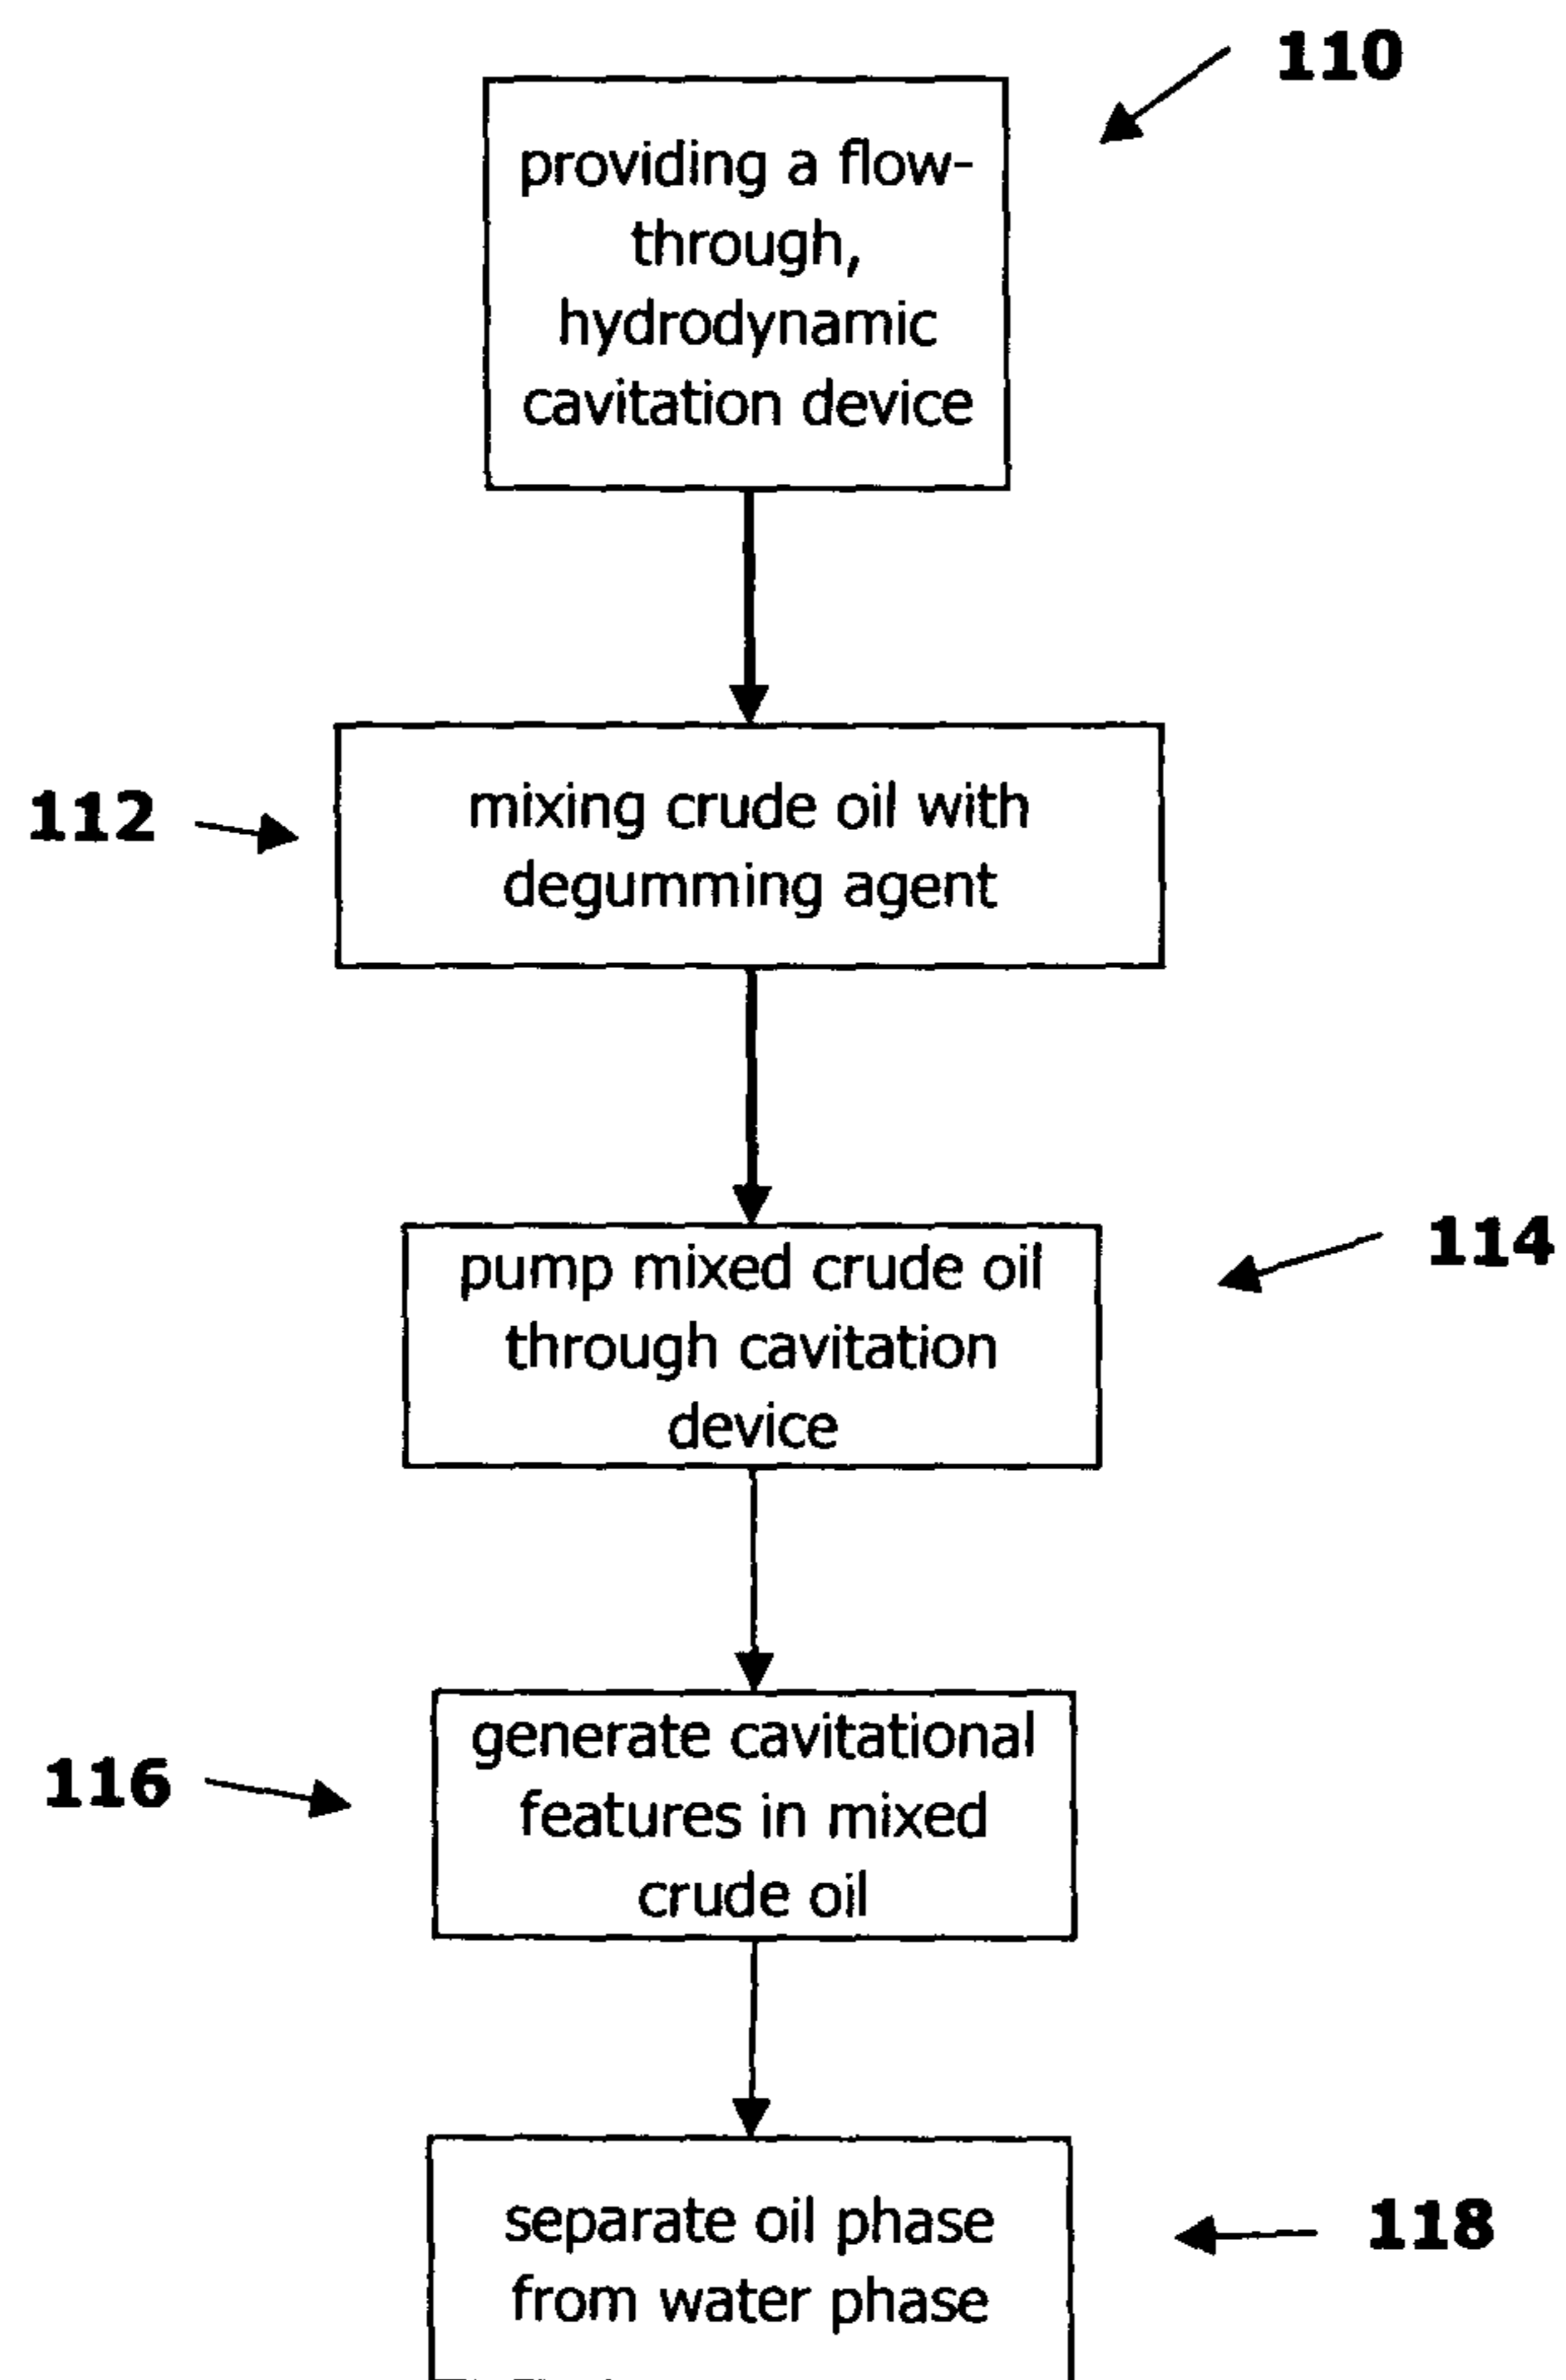 110
providing a flow-
through,
hydrodynamic
cavitation device
112
mixing crude oil with
degumming agent
114
pump mixed crude oil
through cavitation
device
116
generate cavitational
features in mixed
crude oil
118
separate oil phase
from water phase